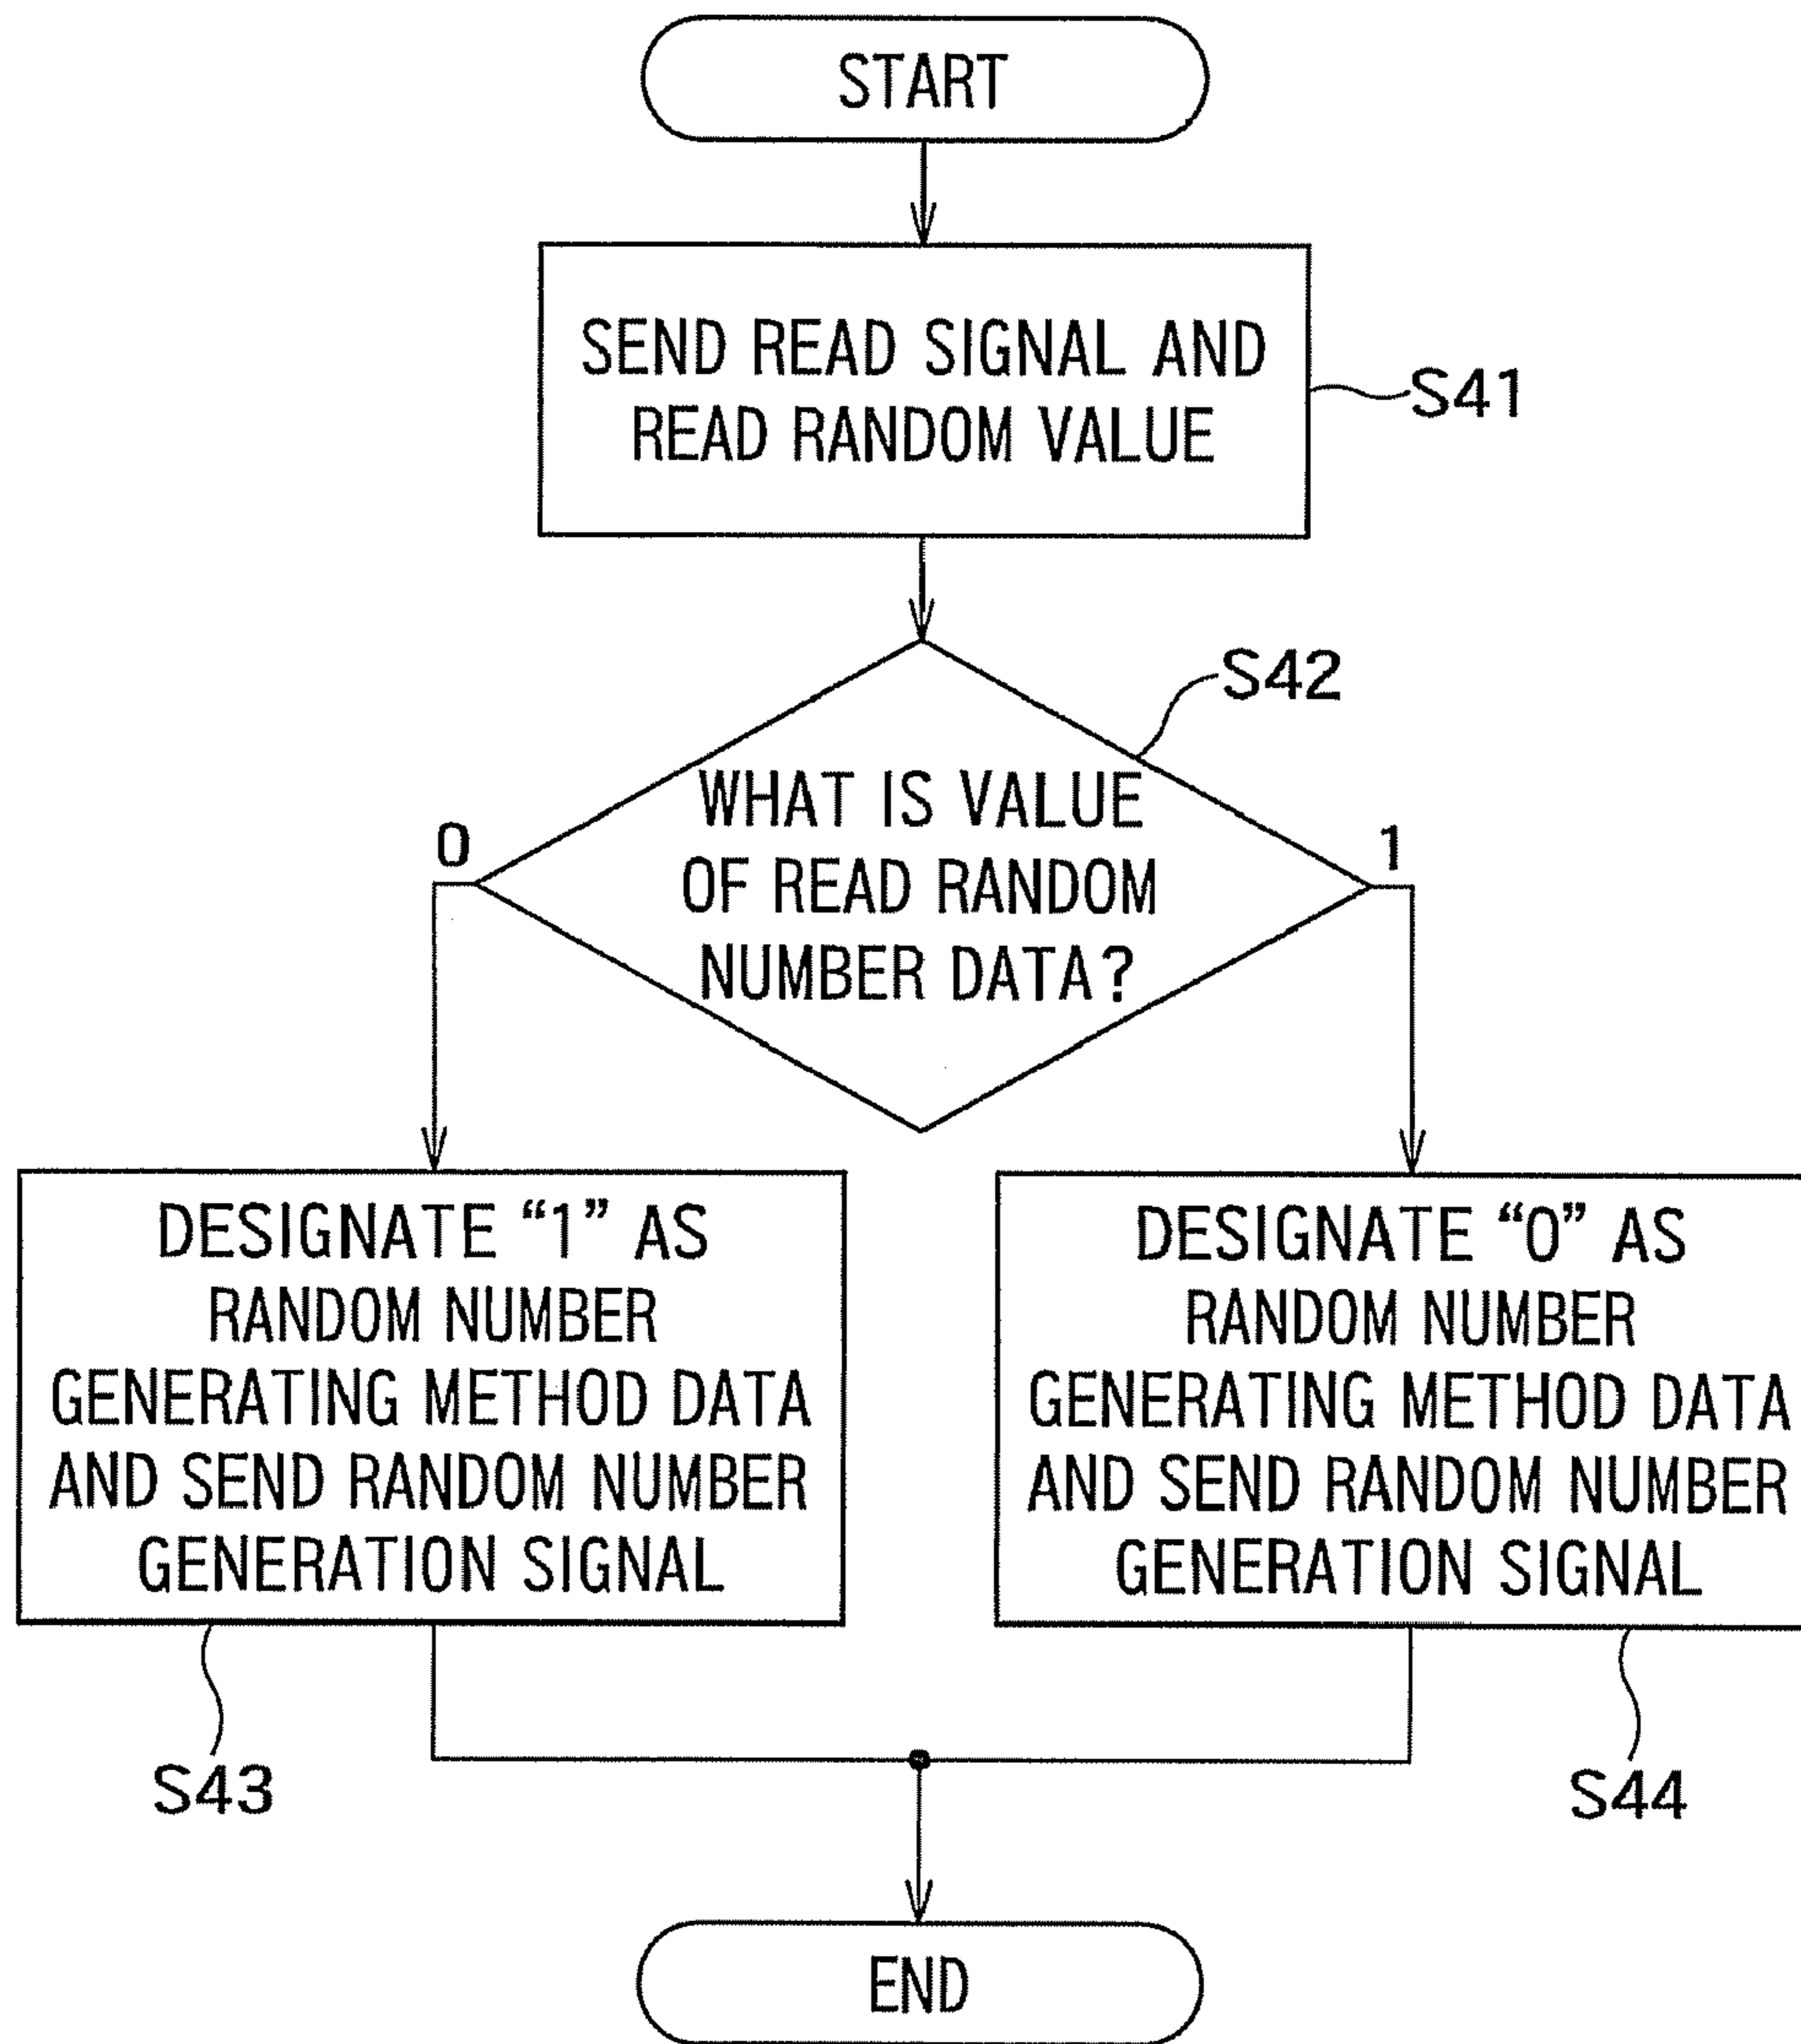 START
SEND READ SIGNAL AND
READ RANDOM VALUE
S41
S42
WHAT IS VALUE
OF READ RANDOM
NUMBER DATA?
0
1
DESIGNATE “1” AS
RANDOM NUMBER
GENERATING METHOD DATA
AND SEND RANDOM NUMBER
GENERATION SIGNAL
S43
DESIGNATE “0” AS
RANDOM NUMBER
GENERATING METHOD DATA
AND SEND RANDOM NUMBER
GENERATION SIGNAL
S44
END